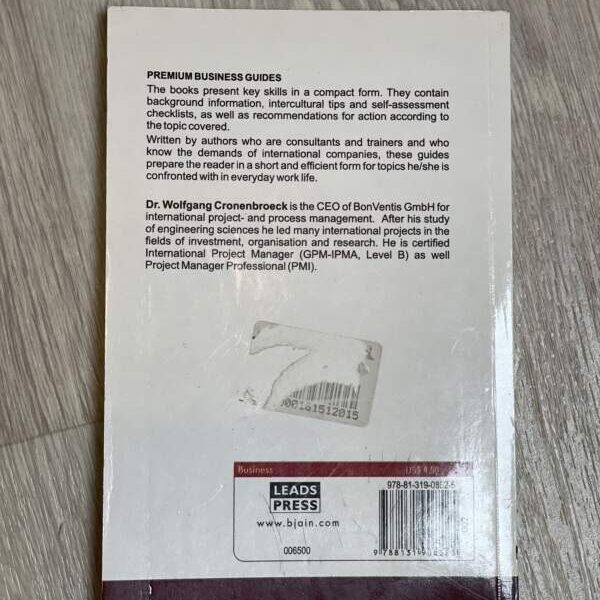 PREMIUM BUSINESS GUIDES
The books present key skills in a compact form. They contain
background information, intercultural tips and self-assessment
checklists, as well as recommendations for action according to
the topic covered.
Written by authors who are consultants and trainers and who
know the demands of international companies, these guides
prepare the reader in a short and efficient form for topics he/she is
confronted with in everyday work life.
Dr. Wolfgang Cronenbroeck is the CEO of BonVentis GmbH for
international project- and process management. After his study
of engineering sciences he led many international projects in the
fields of investment, organisation and research. He is certified
International Project Manager (GPM-IPMA, Level B) as well
Project Manager Professional (PMI).
Business
LEADS
PRESS
www.bjain.com
006500